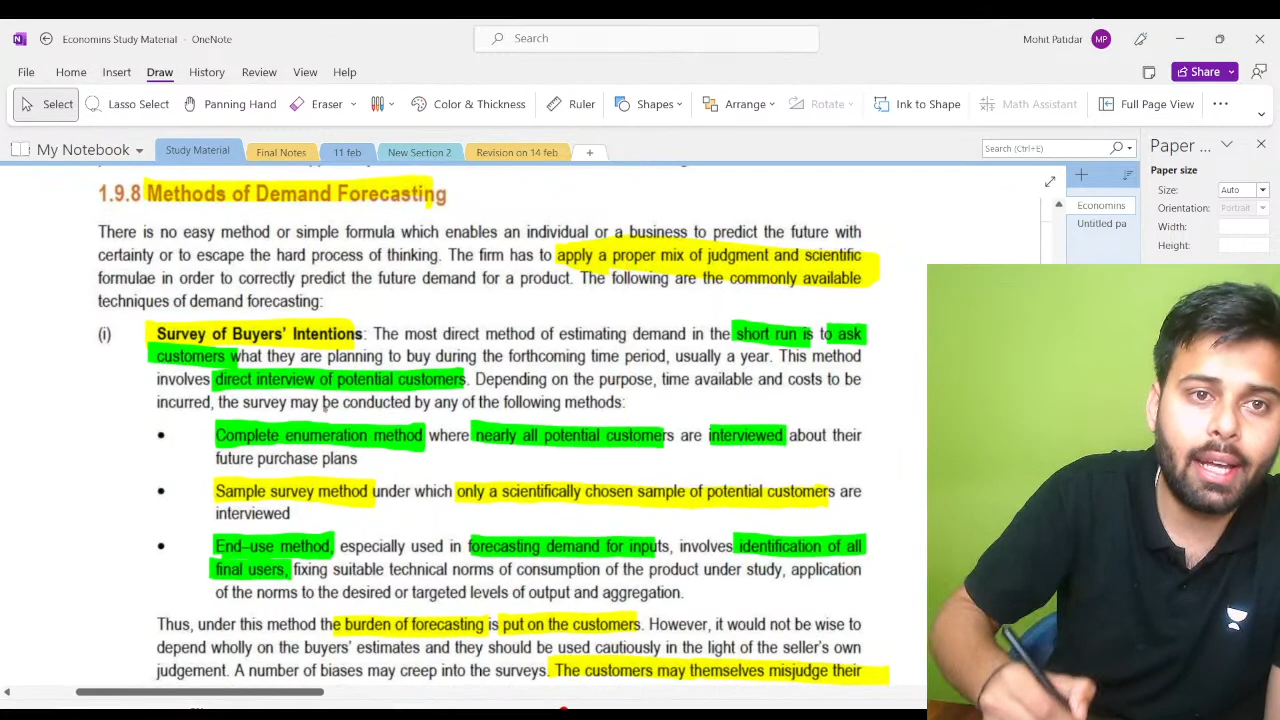 Economins Study Material - OneNote
Search
Mohit Patidar MP
File Home Insert Draw History Review View Help
Share
Select Lasso Select Panning Hand Eraser Color & Thickness Ruler Shapes Arrange Rotate Ink to Shape Math Assistant Full Page View
My Notebook Study Material Final Notes 11 feb New Section 2 Revision on 14 feb + Search (Ctrl+E) Paper ...
Paper size
Size: Auto
Orientation: Portrait
Width:
Height:
Economins
Untitled pa
1.9.8 Methods of Demand Forecasting
There is no easy method or simple formula which enables an individual or a business to predict the future with
certainty or to escape the hard process of thinking. The firm has to apply a proper mix of judgment and scientific
formulae in order to correctly predict the future demand for a product. The following are the commonly available
techniques of demand forecasting:
(i) Survey of Buyers' Intentions: The most direct method of estimating demand in the short run is to ask
customers what they are planning to buy during the forthcoming time period, usually a year. This method
involves direct interview of potential customers. Depending on the purpose, time available and costs to be
incurred, the survey may be conducted by any of the following methods:
• Complete enumeration method where nearly all potential customers are interviewed about their
future purchase plans
• Sample survey method under which only a scientifically chosen sample of potential customers are
interviewed
• End–use method, especially used in forecasting demand for inputs, involves identification of all
final users, fixing suitable technical norms of consumption of the product under study, application
of the norms to the desired or targeted levels of output and aggregation.
Thus, under this method the burden of forecasting is put on the customers. However, it would not be wise to
depend wholly on the buyers' estimates and they should be used cautiously in the light of the seller's own
judgement. A number of biases may creep into the surveys. The customers may themselves misjudge their